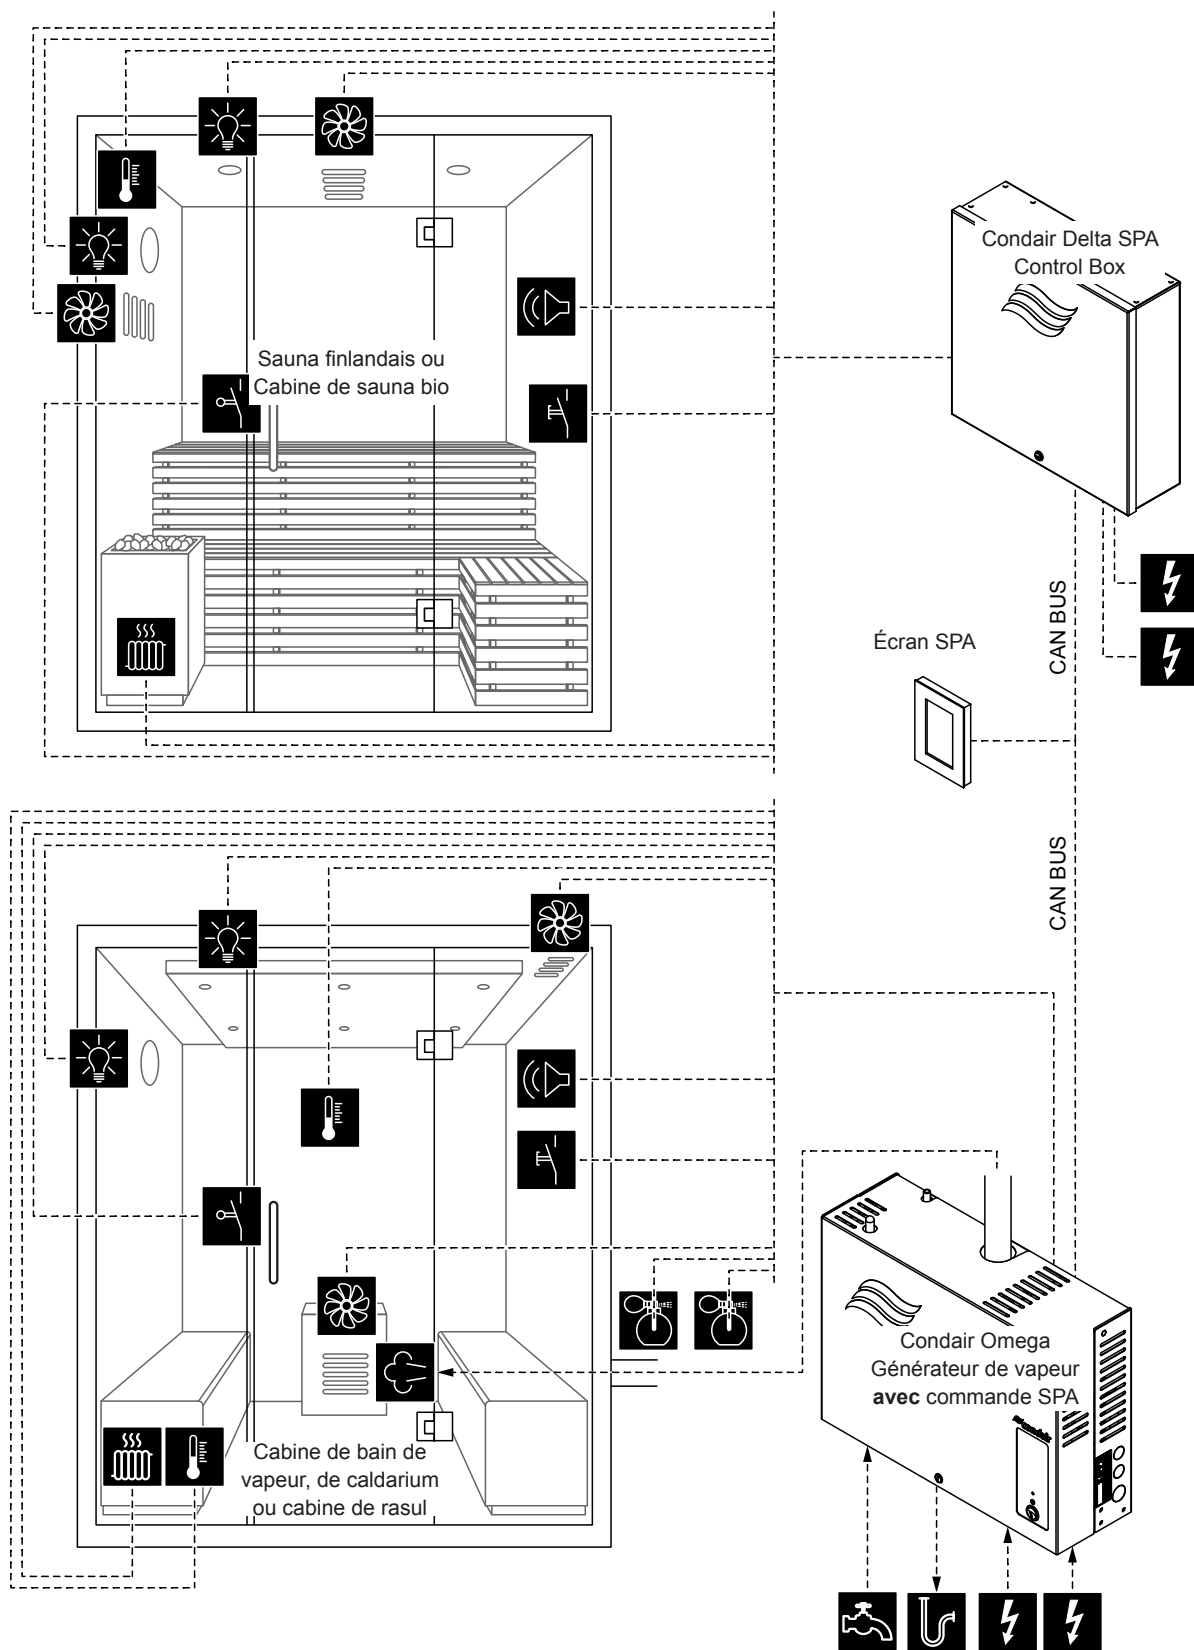 Condair Delta SPA
Control Box
Sauna finlandais ou
Cabine de sauna bio
CAN BUS
Écran SPA
CAN BUS
Condair Omega
Générateur de vapeur
avec commande SPA
Cabine de bain de
vapeur, de caldarium
ou cabine de rasul